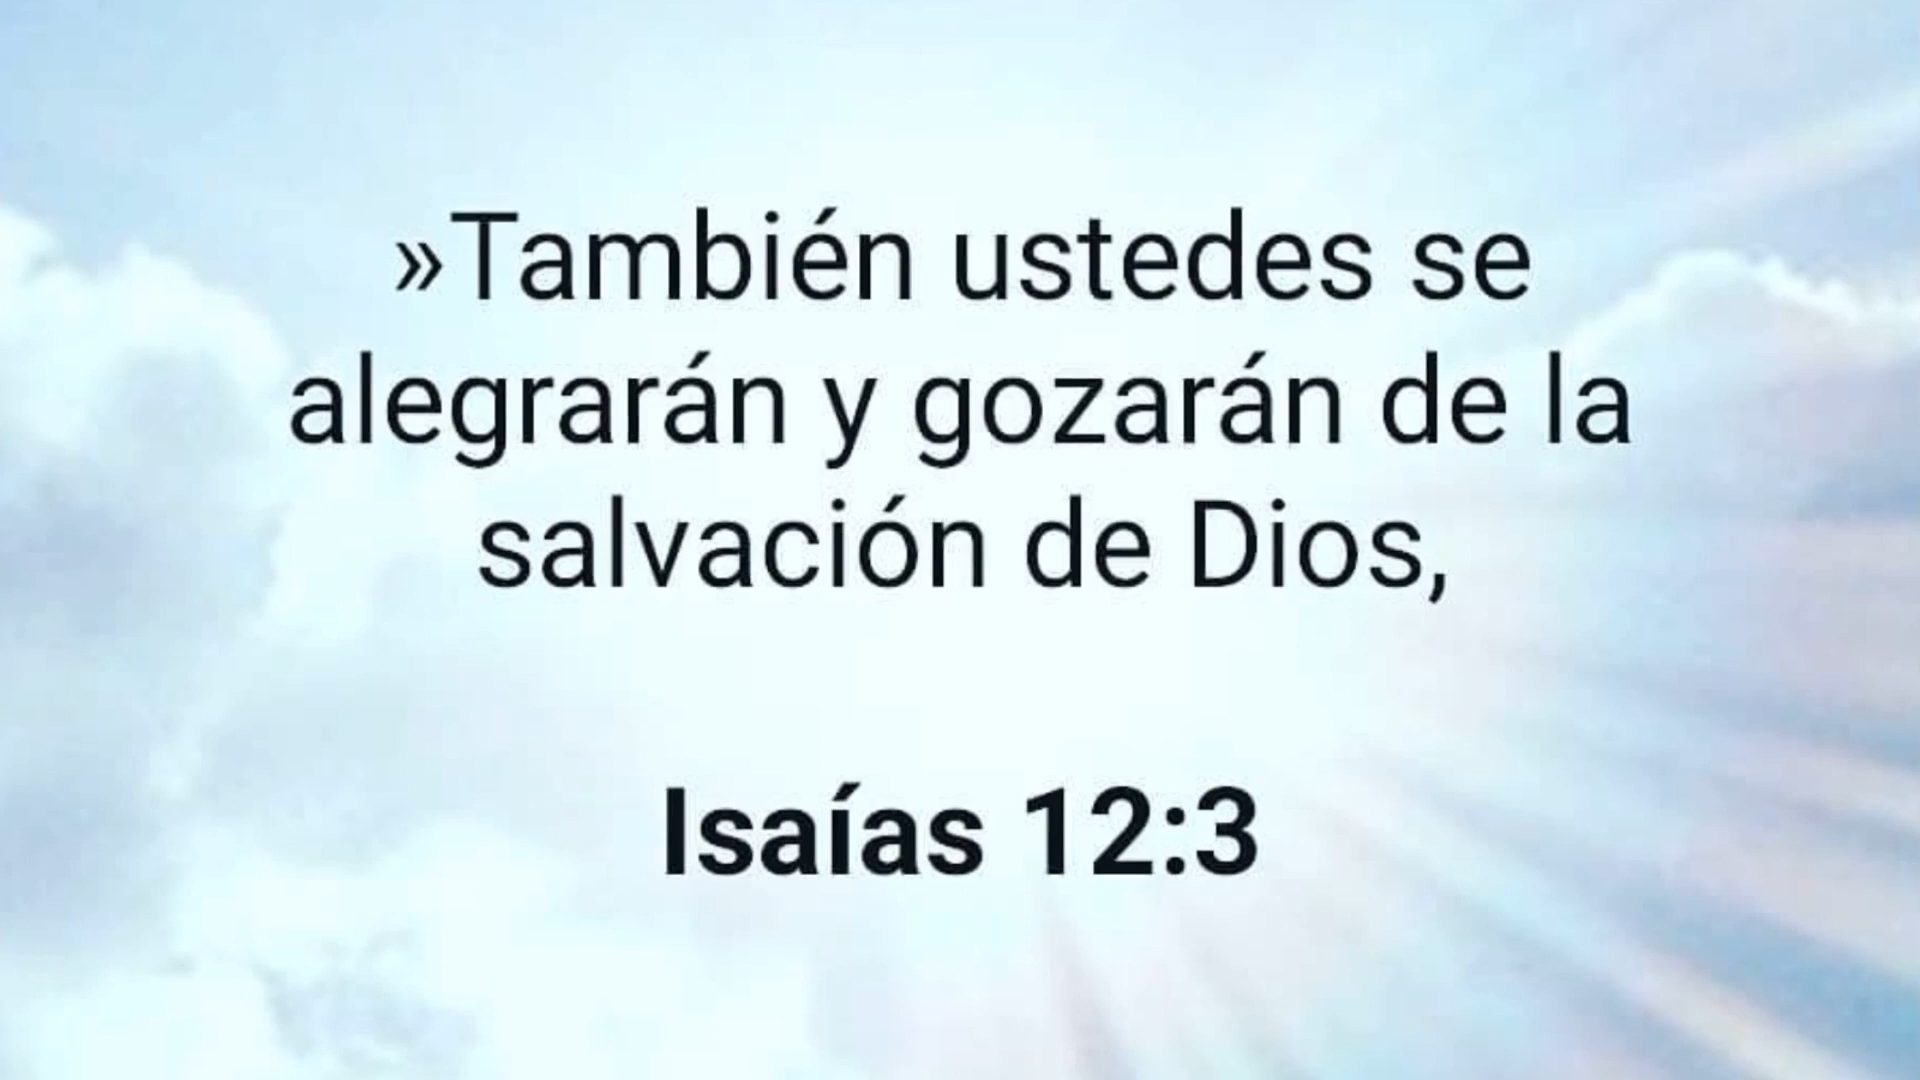 »También ustedes se
alegrarán y gozarán de la
salvación de Dios,
Isaías 12:3